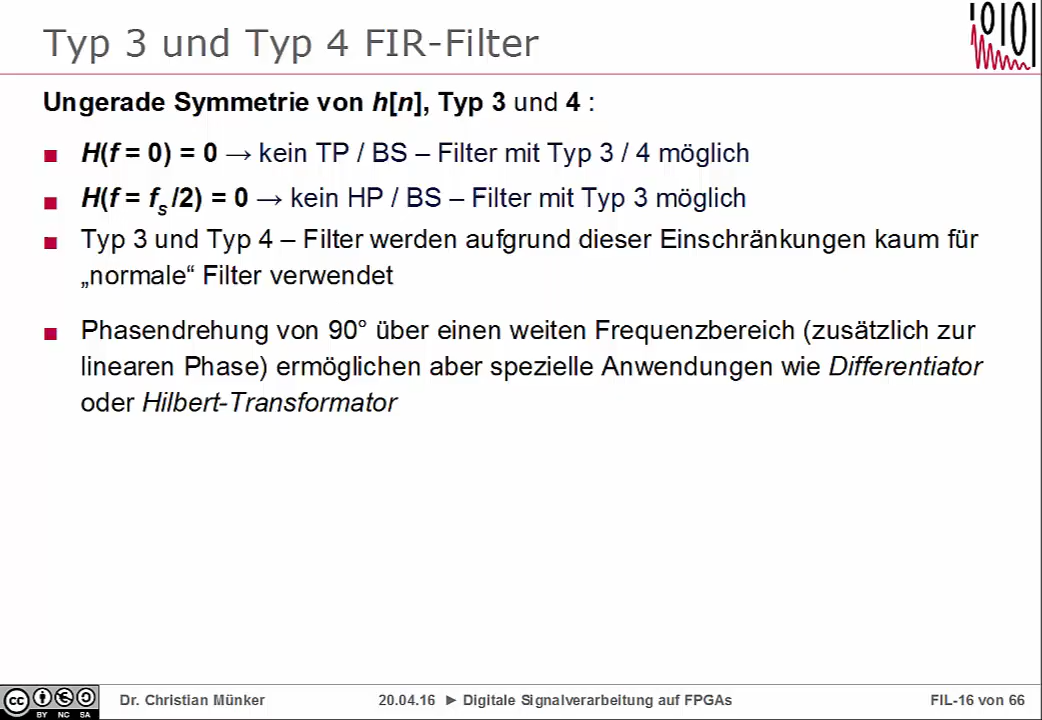 Typ 3 und Typ 4 FIR-Filter
Ungerade Symmetrie von h[n], Typ 3 und 4 :
■ H(f = 0) = 0 → kein TP / BS – Filter mit Typ 3 / 4 möglich
■ H(f = fs /2) = 0 → kein HP / BS – Filter mit Typ 3 möglich
■ Typ 3 und Typ 4 – Filter werden aufgrund dieser Einschränkungen kaum für
„normale“ Filter verwendet
■ Phasendrehung von 90° über einen weiten Frequenzbereich (zusätzlich zur
linearen Phase) ermöglichen aber spezielle Anwendungen wie Differentiator
oder Hilbert-Transformator
cc BY NC SA
Dr. Christian Münker
20.04.16 ► Digitale Signalverarbeitung auf FPGAs
FIL-16 von 66